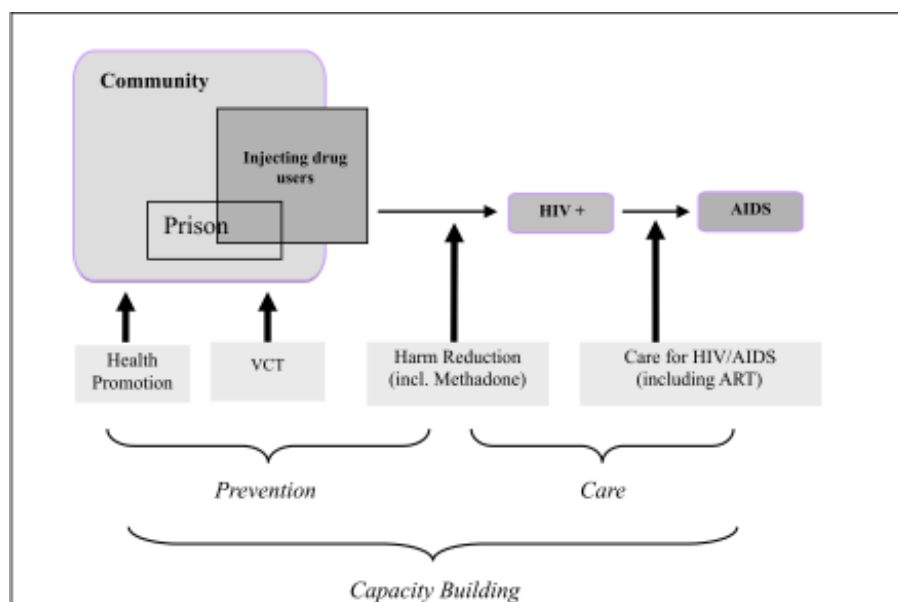 Community
Injecting drug
users
Prison
HIV +
AIDS
Health
Promotion
VCT
Harm Reduction
(incl. Methadone)
Care for HIV/AIDS
(including ART)
Prevention
Care
Capacity Building